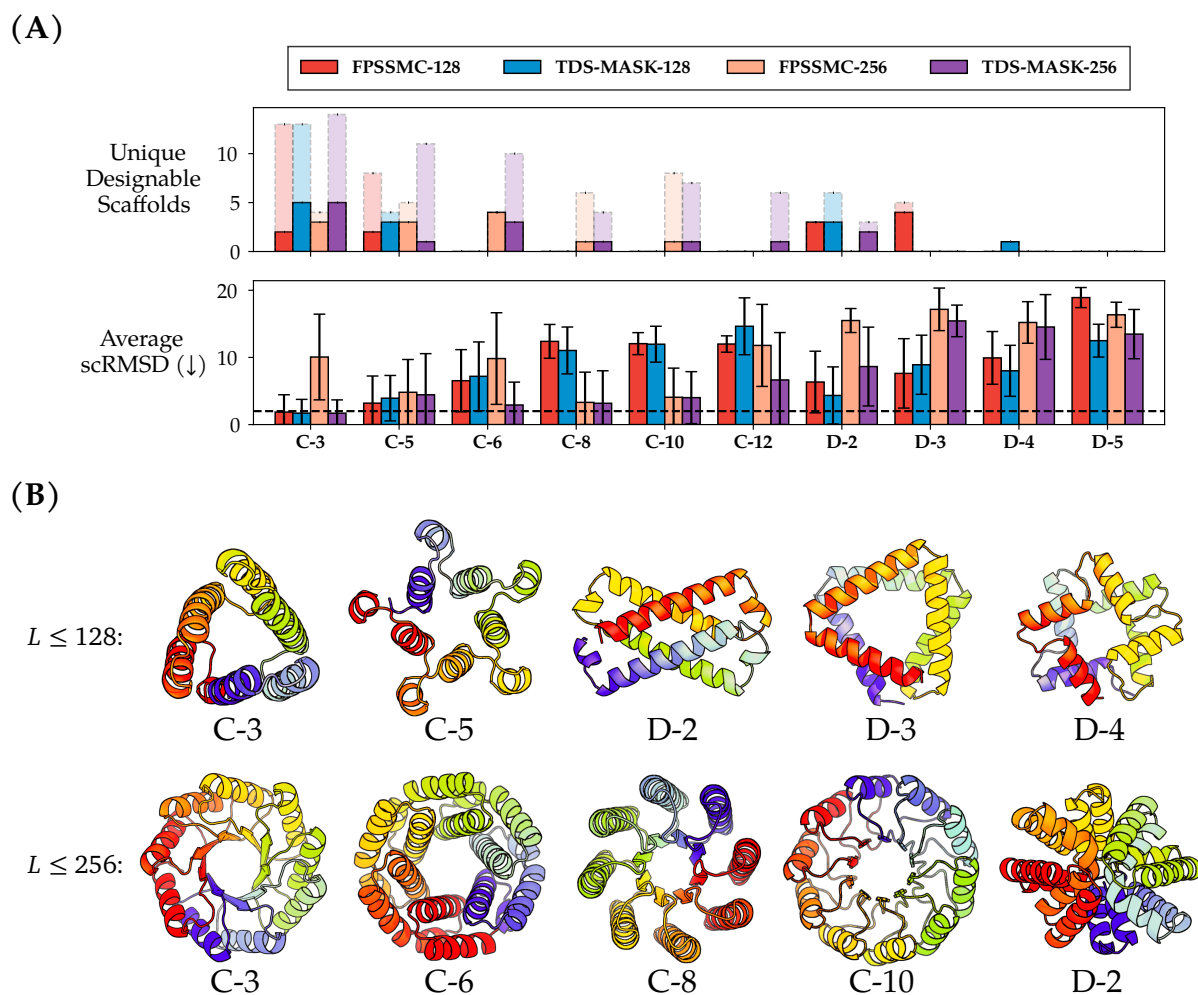 (A)
FPSSMC-128 TDS-MASK-128 FPSSMC-256 TDS-MASK-256
Unique
Designable
Scaffolds
10
5
0
Average
scRMSD (↓)
20
10
0
C-3 C-5 C-6 C-8 C-10 C-12 D-2 D-3 D-4 D-5
(B)
L ≤ 128:
C-3 C-5 D-2 D-3 D-4
L ≤ 256:
C-3 C-6 C-8 C-10 D-2